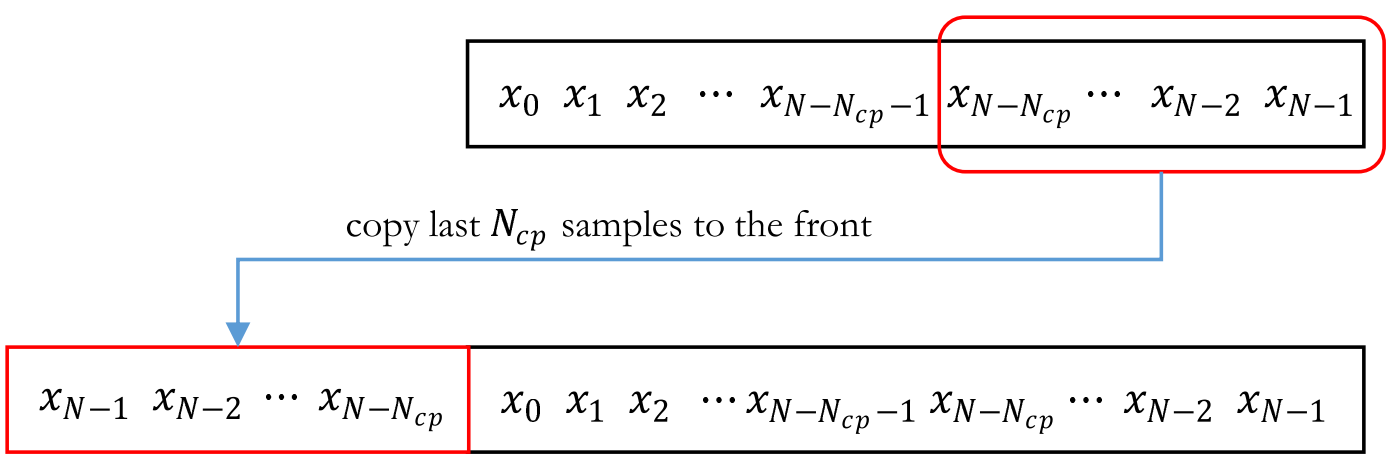 x_0 x_1 x_2 ⋯ x_{N−N_{cp}−1} x_{N−N_{cp}} ⋯ x_{N−2} x_{N−1}
copy last N_{cp} samples to the front
x_{N−1} x_{N−2} ⋯ x_{N−N_{cp}} x_0 x_1 x_2 ⋯ x_{N−N_{cp}−1} x_{N−N_{cp}} ⋯ x_{N−2} x_{N−1}